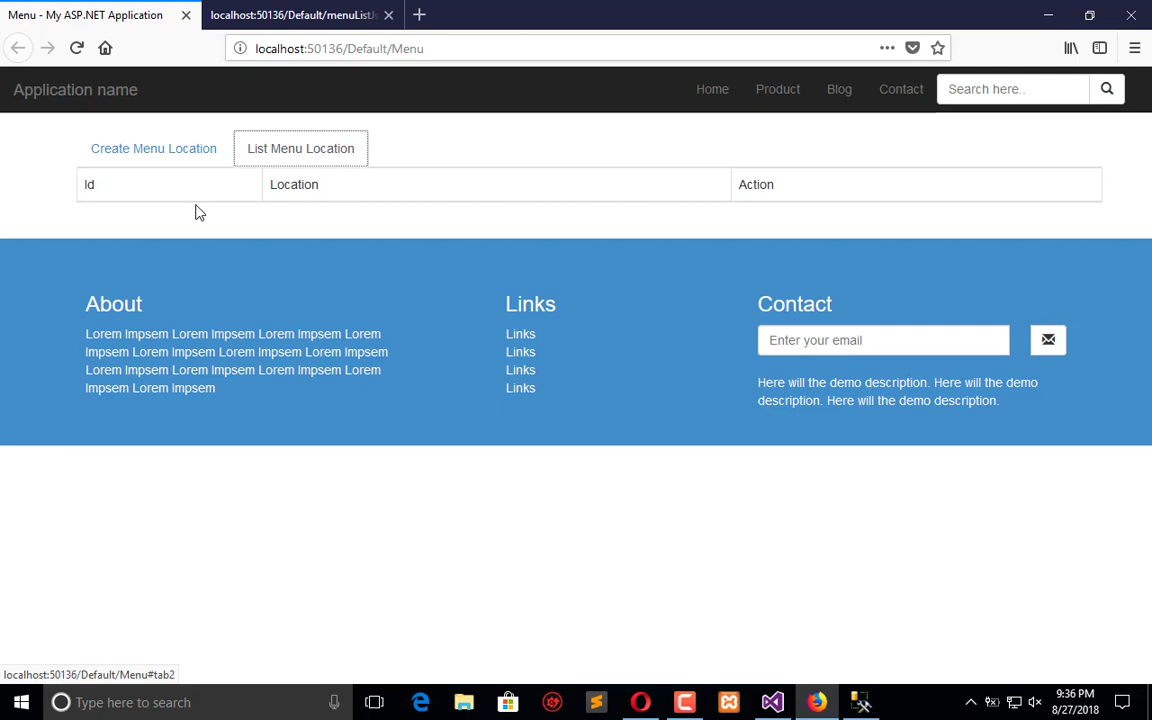 Menu - My ASP.NET Application
localhost:50136/Default/menuListJs
localhost:50136/Default/Menu
Application name
Home
Product
Blog
Contact
Search here..
Create Menu Location
List Menu Location
Id
Location
Action
About
Lorem Impsem Lorem Impsem Lorem Impsem Lorem
Impsem Lorem Impsem Lorem Impsem Lorem Impsem
Lorem Impsem Lorem Impsem Lorem Impsem Lorem
Impsem Lorem Impsem
Links
Links
Links
Links
Links
Contact
Enter your email
Here will the demo description. Here will the demo
description. Here will the demo description.
localhost:50136/Default/Menu#tab2
Type here to search
9:36 PM
8/27/2018